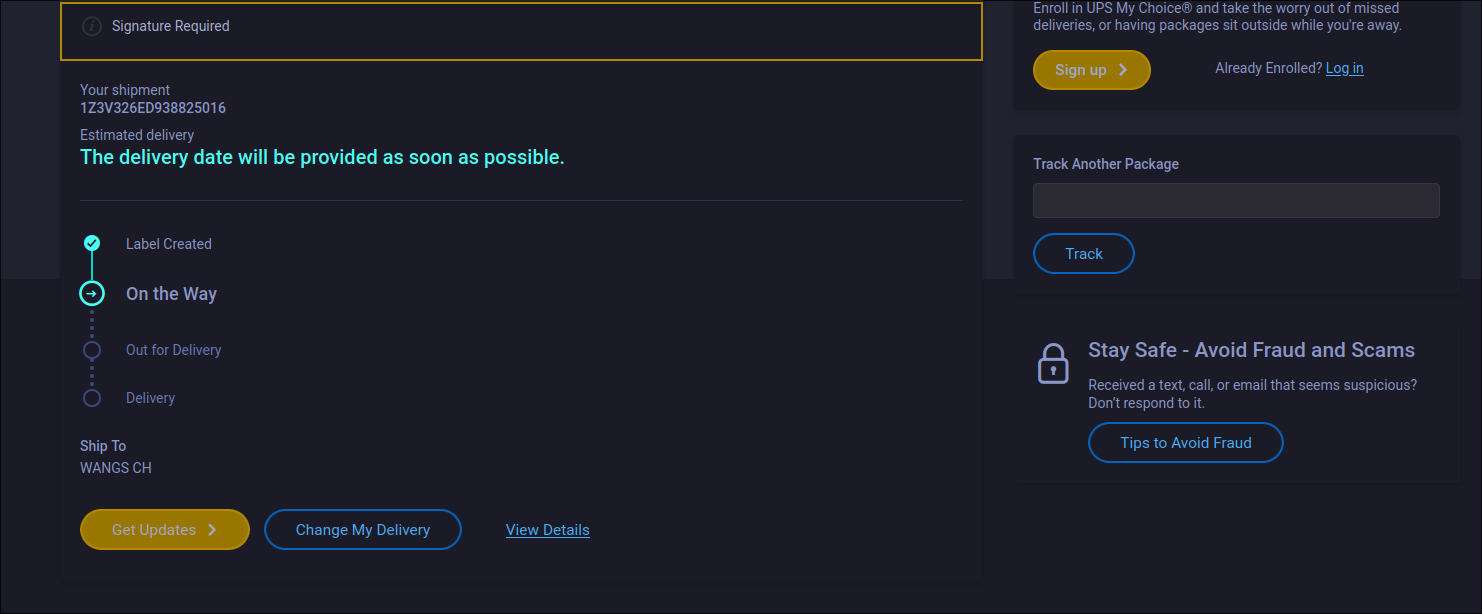 Signature Required
Your shipment
1Z3V326ED938825016
Estimated delivery
The delivery date will be provided as soon as possible.
Label Created
On the Way
Out for Delivery
Delivery
Ship To
WANGS CH
Get Updates
Change My Delivery
View Details
Enroll in UPS My Choice® and take the worry out of missed
deliveries, or having packages sit outside while you're away.
Sign up
Already Enrolled? Log in
Track Another Package
Track
Stay Safe - Avoid Fraud and Scams
Received a text, call, or email that seems suspicious?
Don't respond to it.
Tips to Avoid Fraud